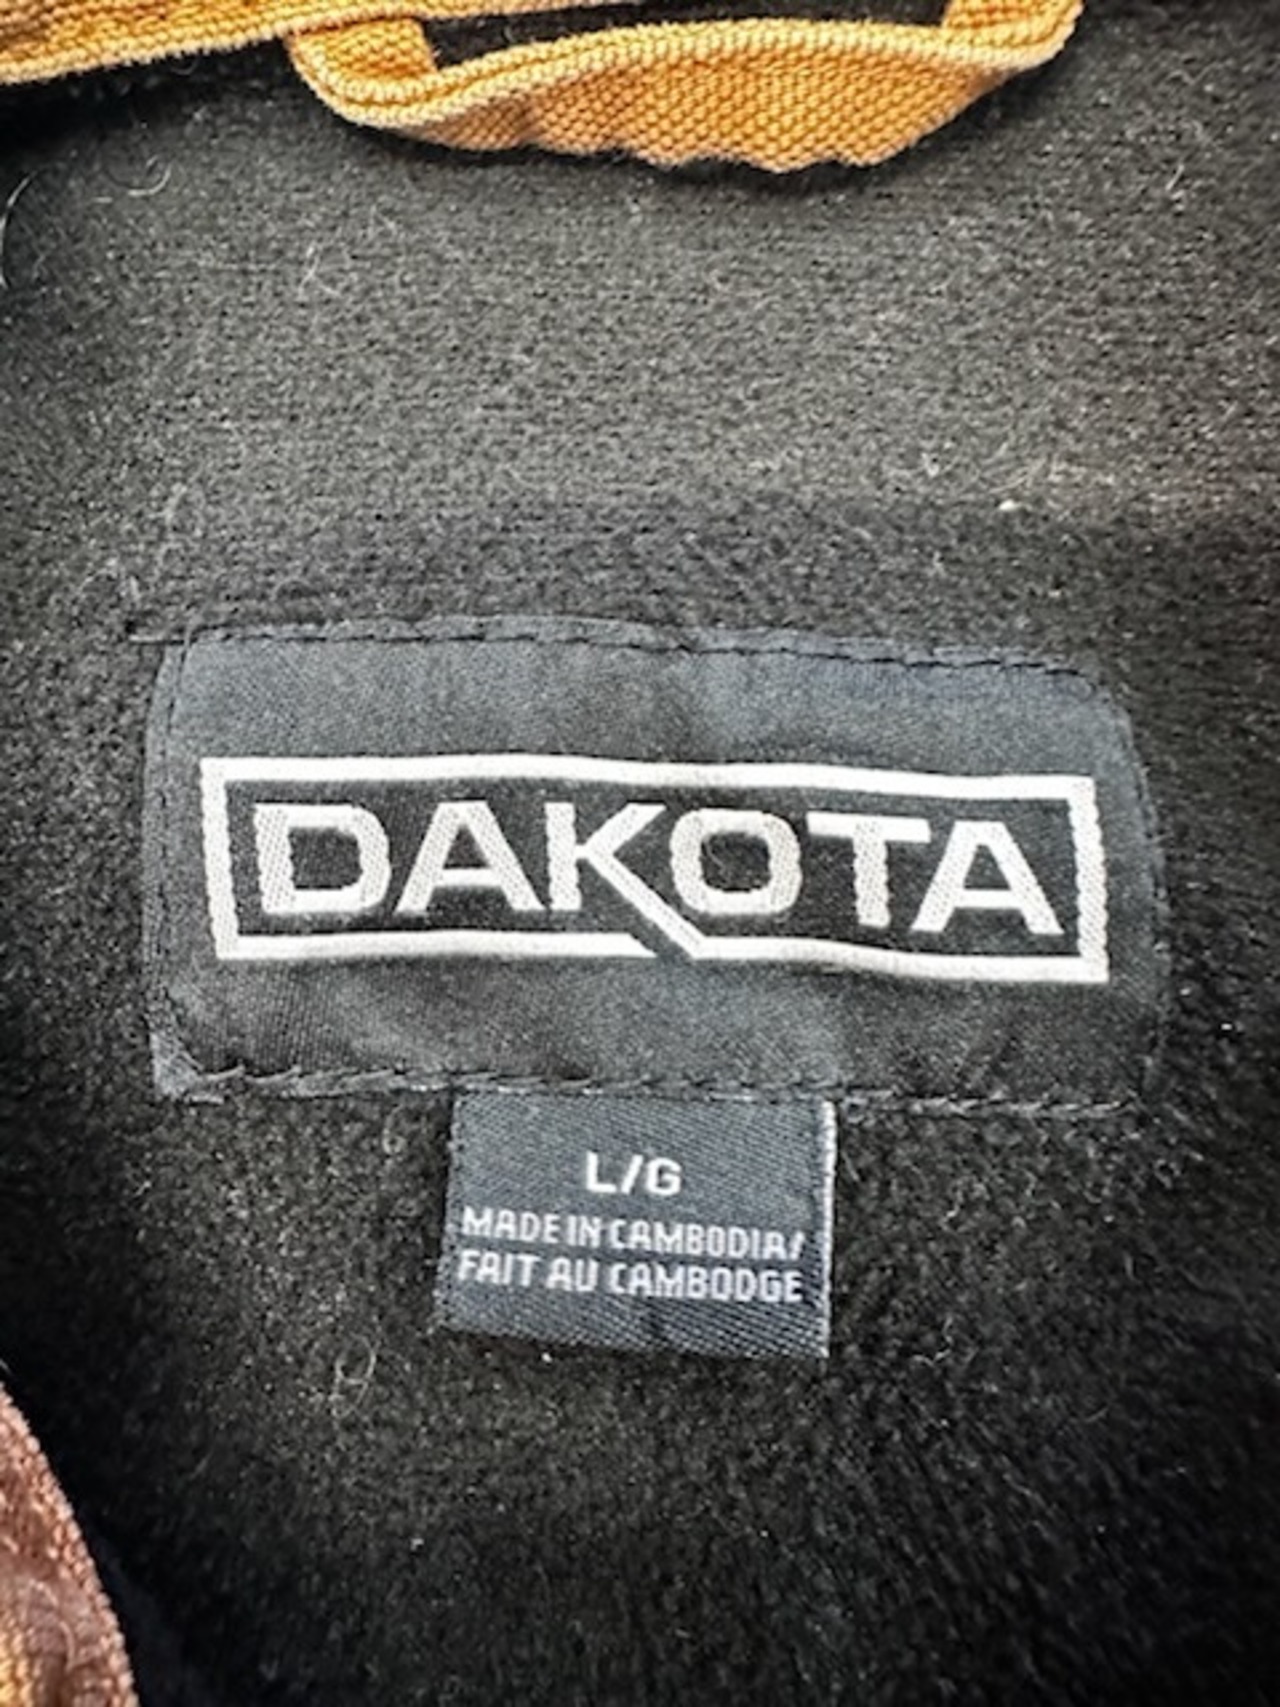 DAKOTA
L/G
MADE IN CAMBODIA/
FAIT AU CAMBODGE